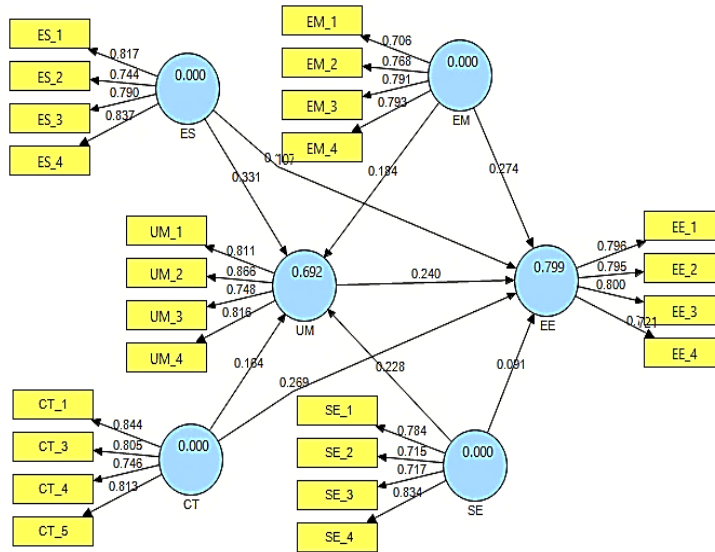 ES_1
ES_2
ES_3
ES_4
0.817
0.744
0.790
0.837
0.000
ES
EM_1
EM_2
EM_3
EM_4
0.706
0.768
0.791
0.793
0.000
EM
0.331
0.107
0.184
0.274
UM_1
UM_2
UM_3
UM_4
0.811
0.866
0.748
0.816
0.692
UM
0.240
0.799
EE
0.796
0.795
0.800
0.721
EE_1
EE_2
EE_3
EE_4
0.164
0.269
0.228
0.091
CT_1
CT_3
CT_4
CT_5
0.844
0.805
0.746
0.813
0.000
CT
SE_1
SE_2
SE_3
SE_4
0.784
0.715
0.717
0.834
0.000
SE